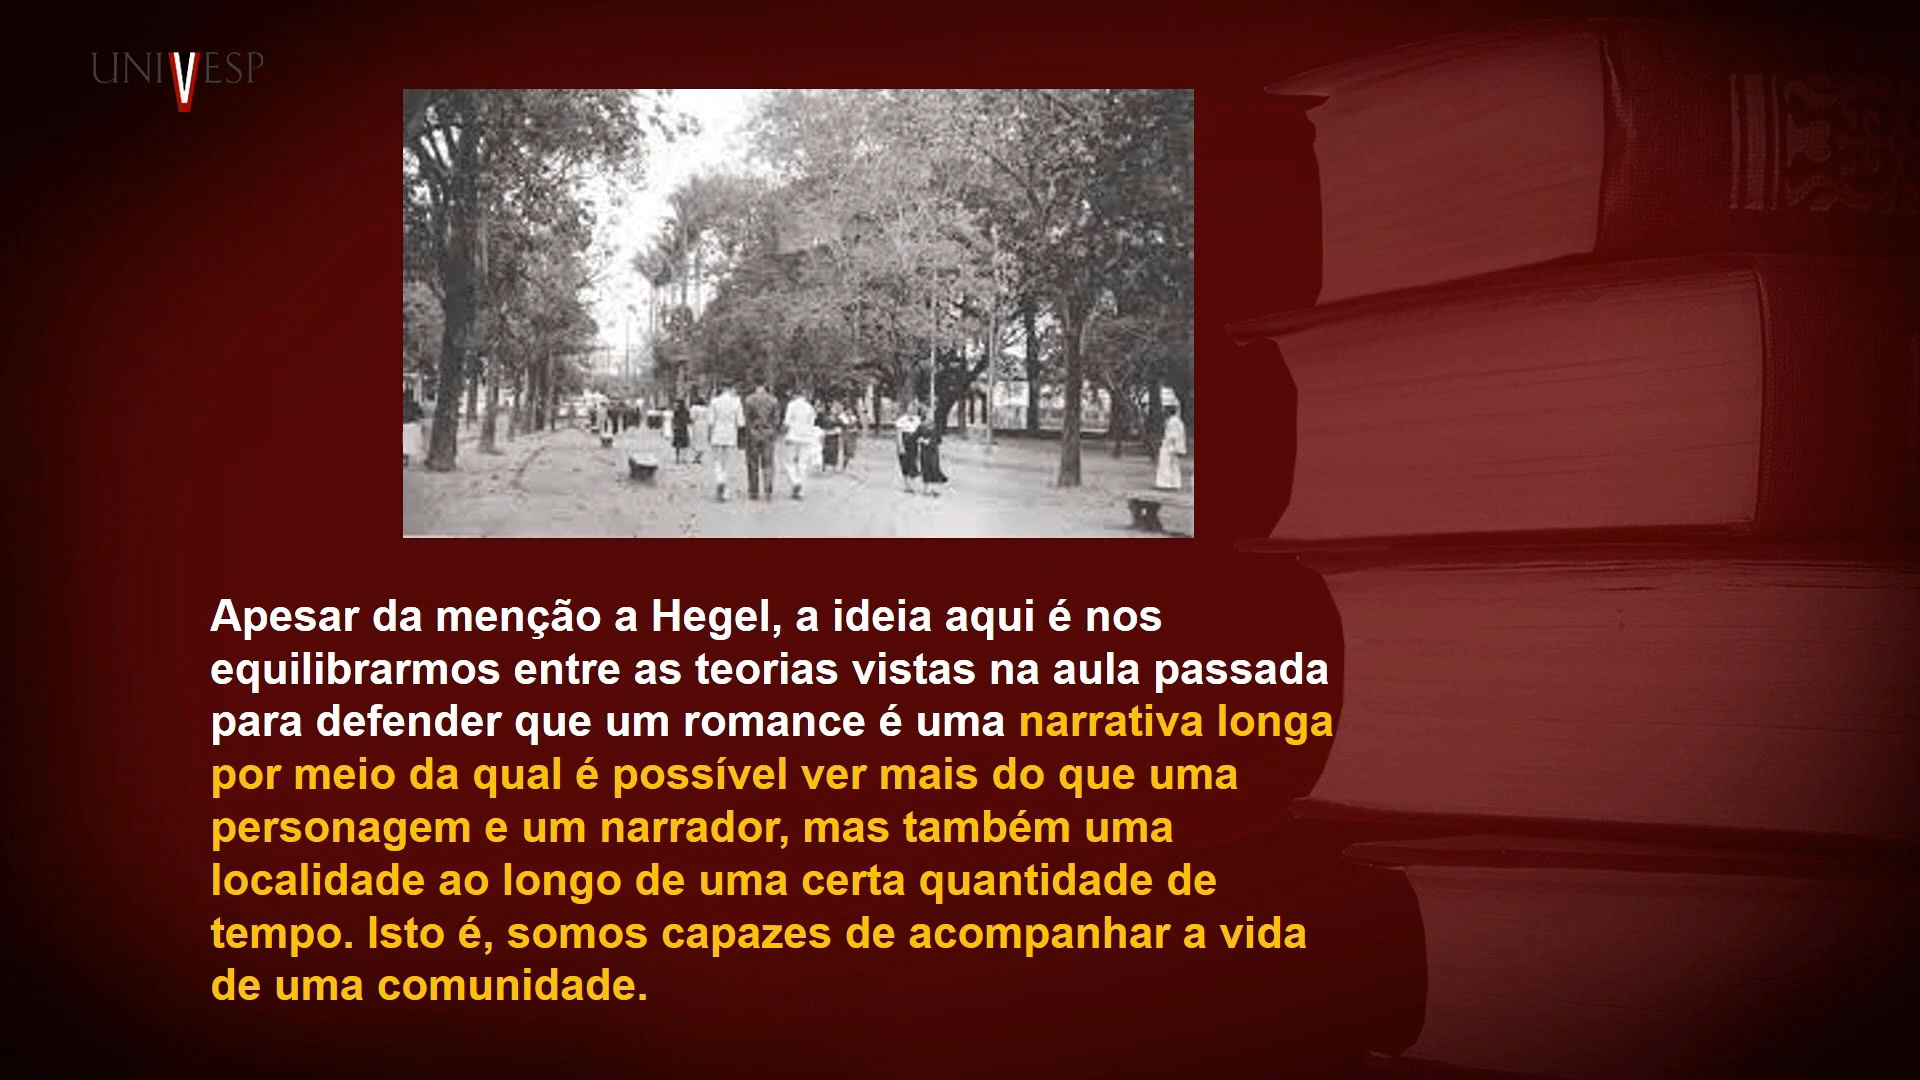 UNIVESP
Apesar da menção a Hegel, a ideia aqui é nos
equilibrarmos entre as teorias vistas na aula passada
para defender que um romance é uma narrativa longa
por meio da qual é possível ver mais do que uma
personagem e um narrador, mas também uma
localidade ao longo de uma certa quantidade de
tempo. Isto é, somos capazes de acompanhar a vida
de uma comunidade.